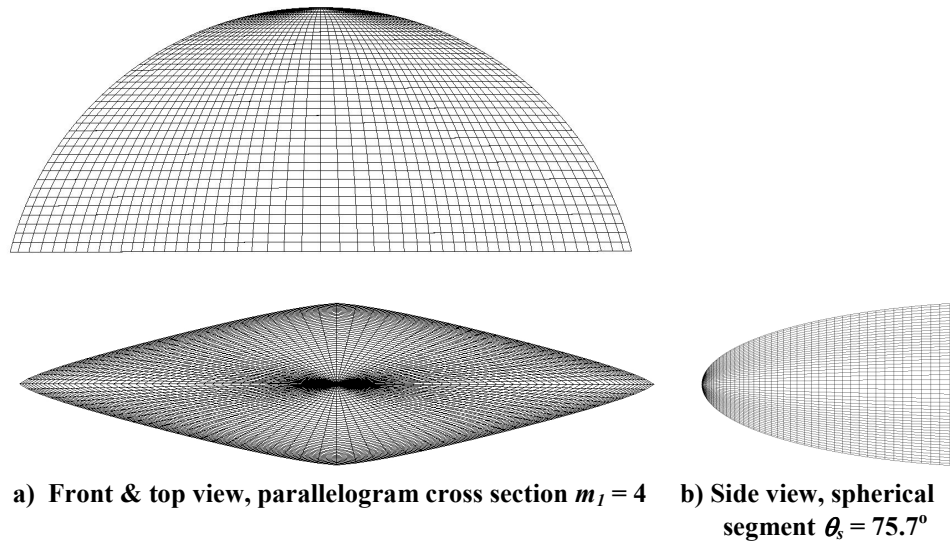 a) Front & top view, parallelogram cross section m₁ = 4
b) Side view, spherical
segment θₛ = 75.7°